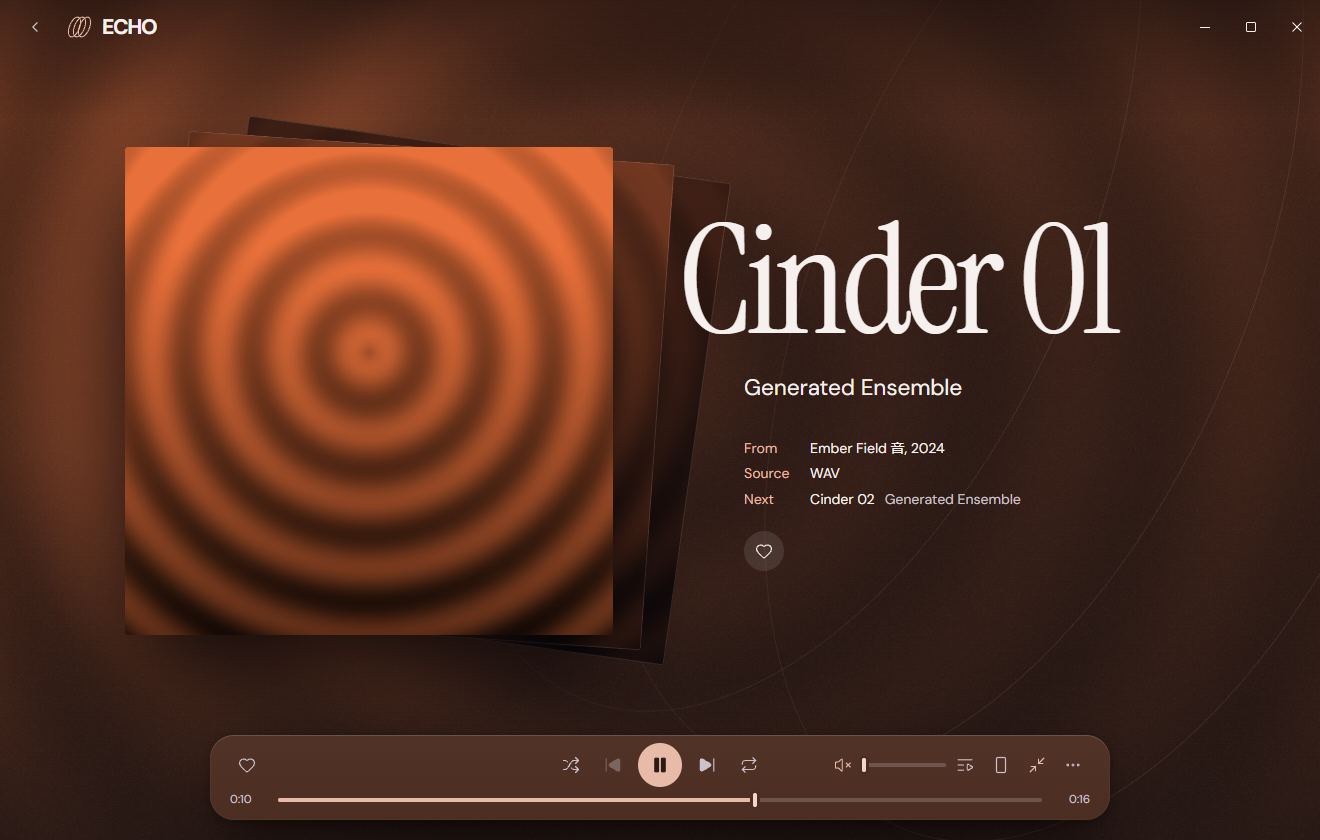 ECHO
Cinder 01
Generated Ensemble
From Ember Field 音, 2024
Source WAV
Next Cinder 02 Generated Ensemble
0:10 0:16